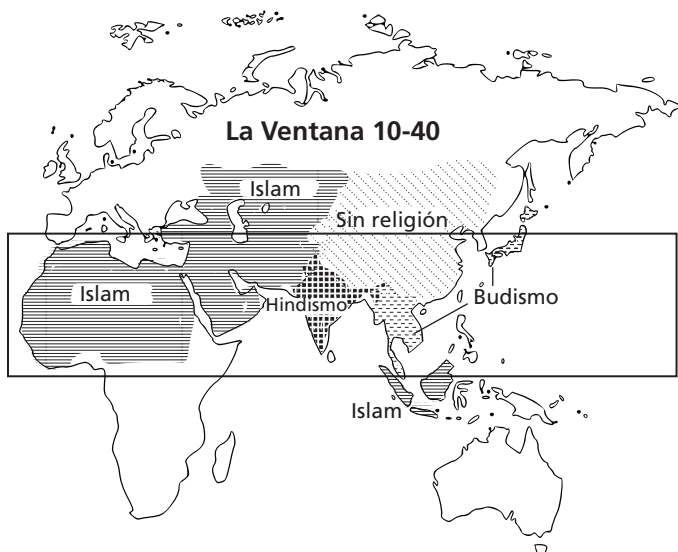 La Ventana 10-40
Islam
Sin religión
Islam
Hindismo
Budismo
Islam